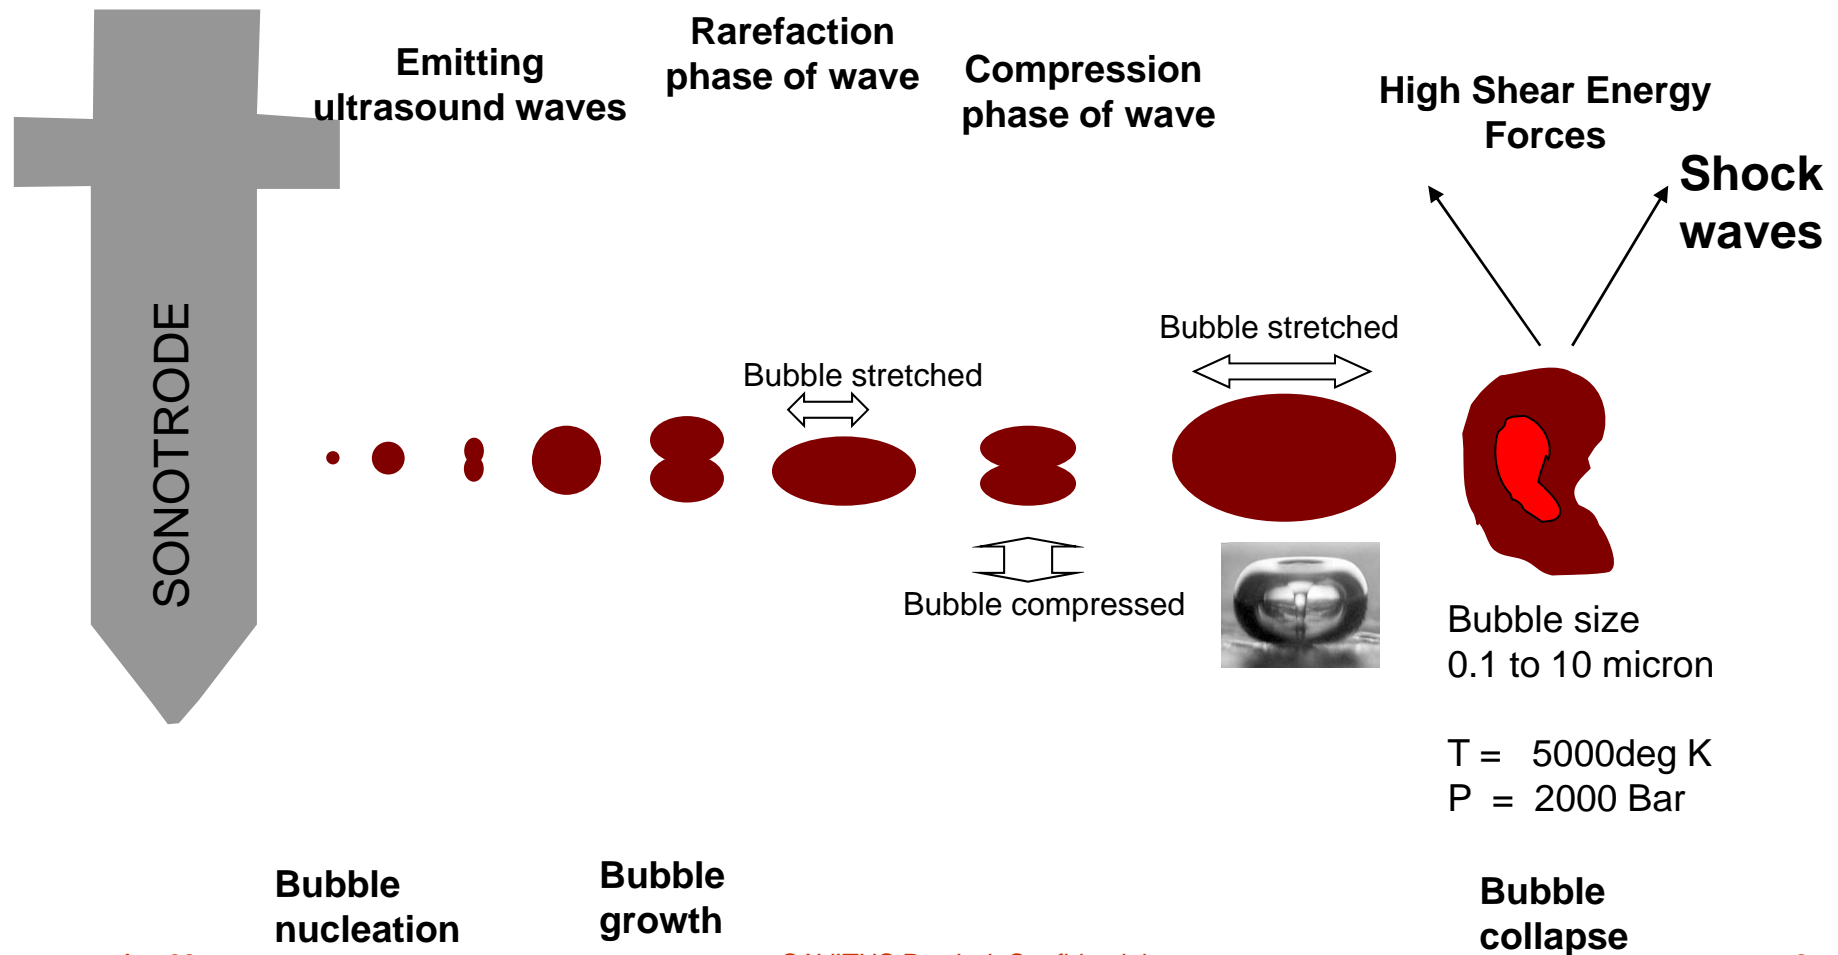 Emitting
ultrasound waves
Rarefaction
phase of wave
Compression
phase of wave
High Shear Energy
Forces
Shock
waves
SONOTRODE
Bubble stretched
Bubble stretched
Bubble compressed
Bubble size
0.1 to 10 micron
T = 5000deg K
P = 2000 Bar
Bubble
nucleation
Bubble
growth
Bubble
collapse